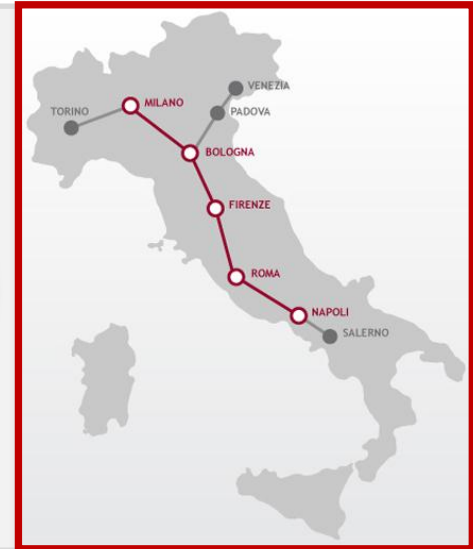 VENEZIA
TORINO
MILANO
PADOVA
BOLOGNA
FIRENZE
ROMA
NAPOLI
SALERNO